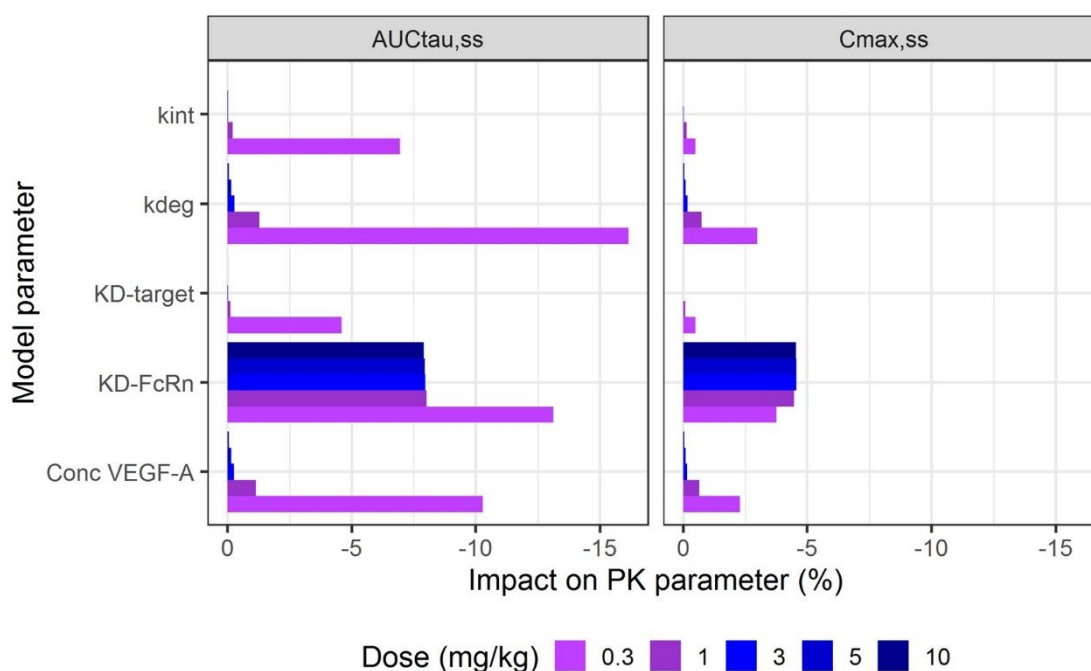 AUCtau,ss
Cmax,ss
Model parameter
kint
kdeg
KD-target
KD-FcRn
Conc VEGF-A
0 -5 -10 -15 0 -5 -10 -15
Impact on PK parameter (%)
Dose (mg/kg) 0.3 1 3 5 10